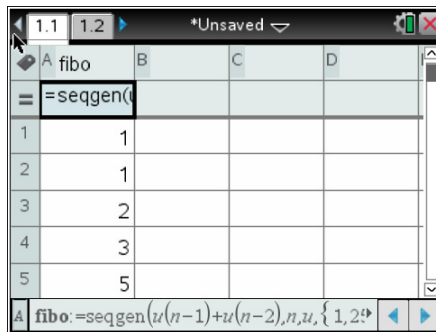 1.1 1.2 *Unsaved
A fibo B C D
= =seqgen(u
1 1
2 1
3 2
4 3
5 5
A fibo:=seqgen(u(n−1)+u(n−2),n,u,{1,25